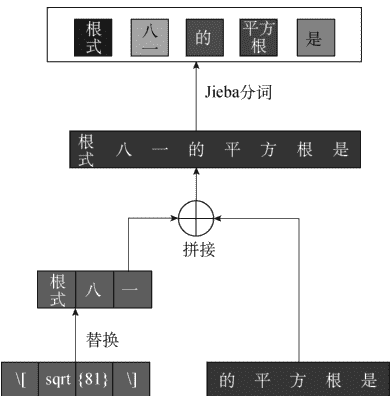 根式 八一 的 平方根 是
Jieba分词
根式 八 一 的 平 方 根 是
拼接
根式 八 一
替换
\[ sqrt {81} \] 的 平 方 根 是